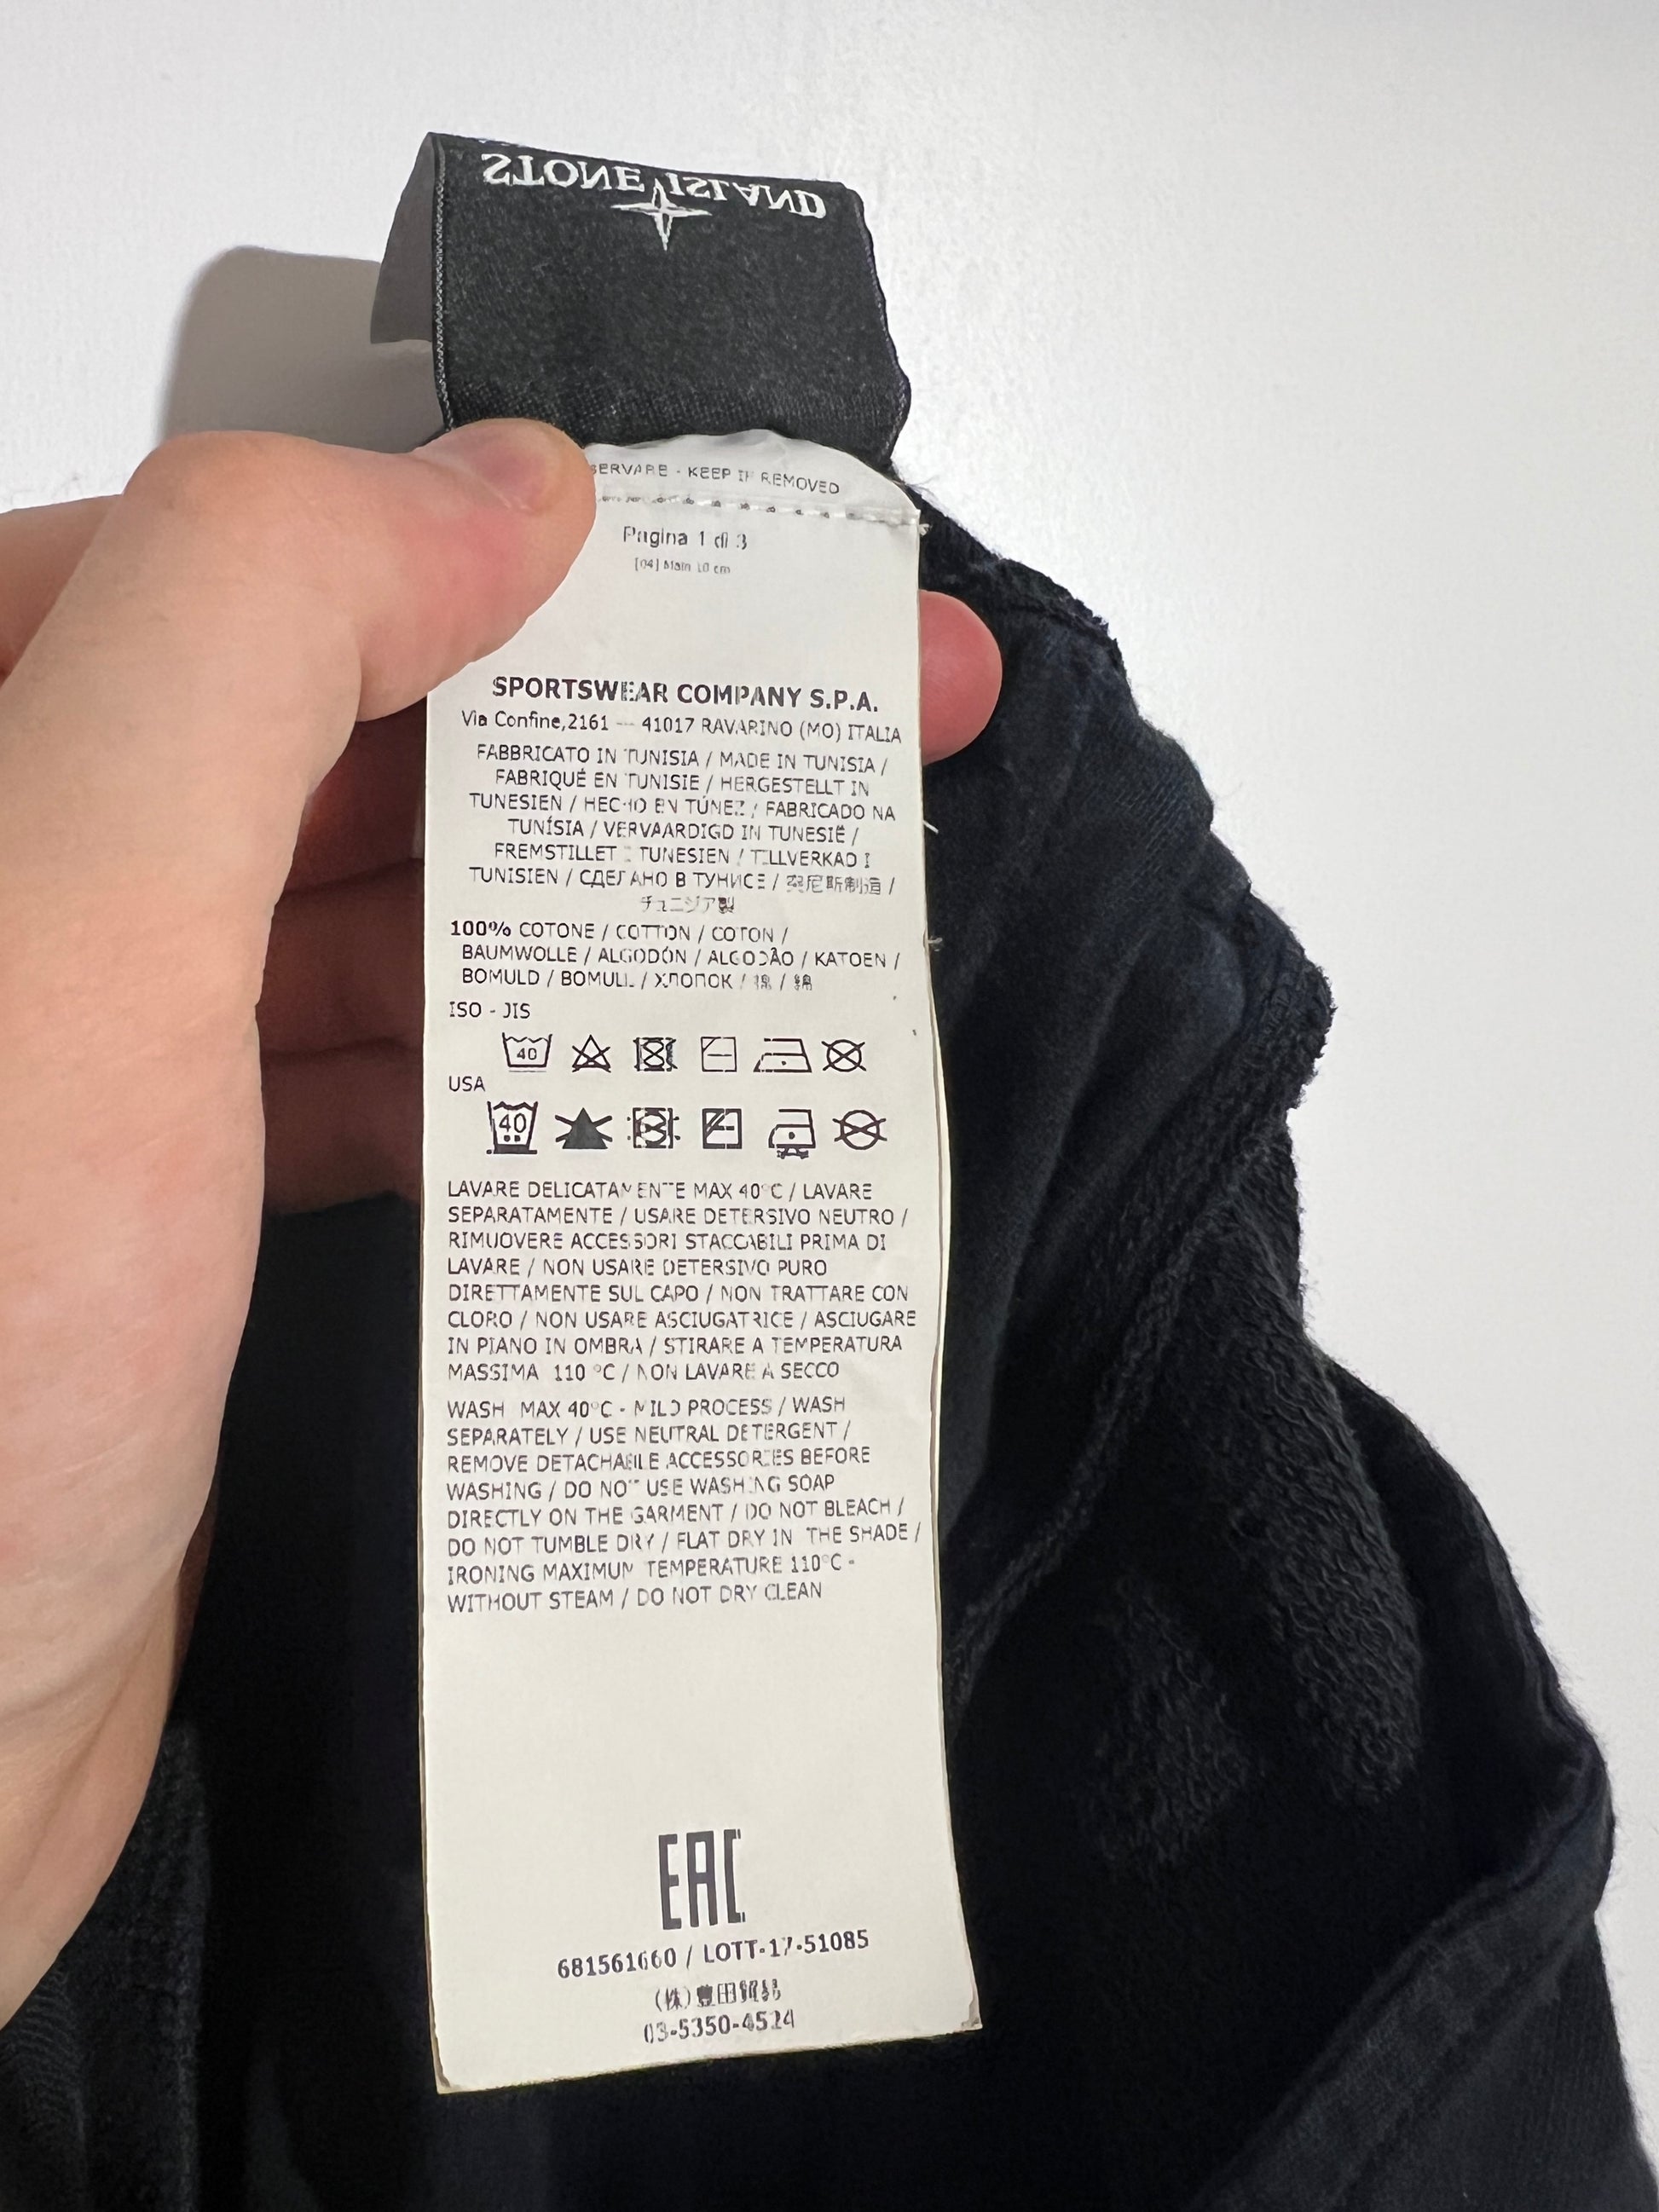 STONE ISLAND
SERVARE - KEEP IF REMOVED
Pagina 1 di 3
[04] Main 10 cm
SPORTSWEAR COMPANY S.P.A.
Via Confine,2161 -- 41017 RAVARINO (MO) ITALIA
FABBRICATO IN TUNISIA / MADE IN TUNISIA /
FABRIQUÉ EN TUNISIE / HERGESTELLT IN
TUNESIEN / HECHO EN TÚNEZ / FABRICADO NA
TUNÍSIA / VERVAARDIGD IN TUNESIË /
FREMSTILLET I TUNESIEN / TILLVERKAD I
TUNISIEN / СДЕЛАНО В ТУНИСЕ / 突尼斯制造 /
チュニジア製
100% COTONE / COTTON / COTON /
BAUMWOLLE / ALGODÓN / ALGODÃO / KATOEN /
BOMULD / BOMULL / ХЛОПОК / 棉 / 綿
ISO - JIS
40
USA
40
LAVARE DELICATAMENTE MAX 40°C / LAVARE
SEPARATAMENTE / USARE DETERSIVO NEUTRO /
RIMUOVERE ACCESSORI STACCABILI PRIMA DI
LAVARE / NON USARE DETERSIVO PURO
DIRETTAMENTE SUL CAPO / NON TRATTARE CON
CLORO / NON USARE ASCIUGATRICE / ASCIUGARE
IN PIANO IN OMBRA / STIRARE A TEMPERATURA
MASSIMA 110 °C / NON LAVARE A SECCO
WASH MAX 40°C - MILD PROCESS / WASH
SEPARATELY / USE NEUTRAL DETERGENT /
REMOVE DETACHABLE ACCESSORIES BEFORE
WASHING / DO NOT USE WASHING SOAP
DIRECTLY ON THE GARMENT / DO NOT BLEACH /
DO NOT TUMBLE DRY / FLAT DRY IN THE SHADE /
IRONING MAXIMUM TEMPERATURE 110°C -
WITHOUT STEAM / DO NOT DRY CLEAN
EAC
681561660 / LOTT-17-51085
(株)豊田貿易
03-5350-4524